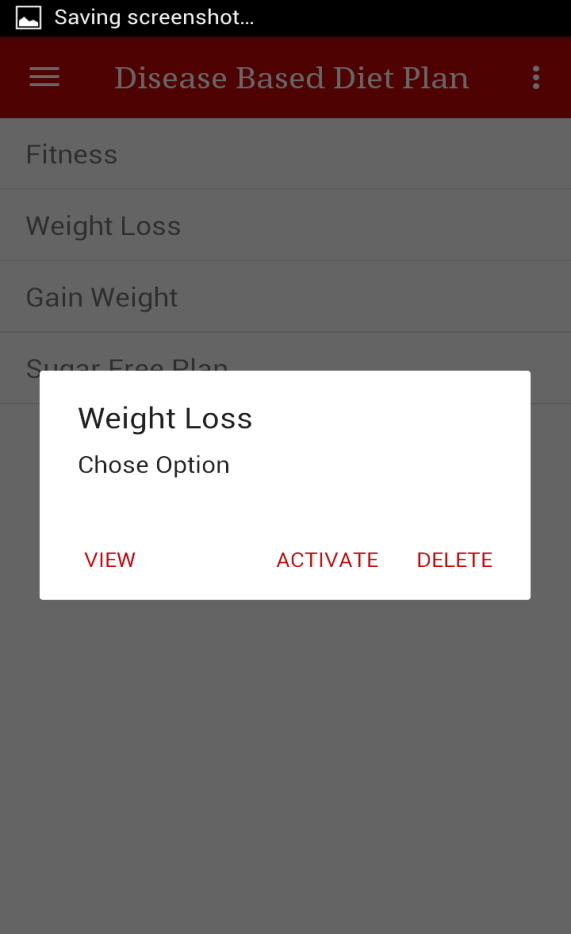 Saving screenshot...
Disease Based Diet Plan
Fitness
Weight Loss
Gain Weight
Sugar Free Plan
Weight Loss
Chose Option
VIEW ACTIVATE DELETE